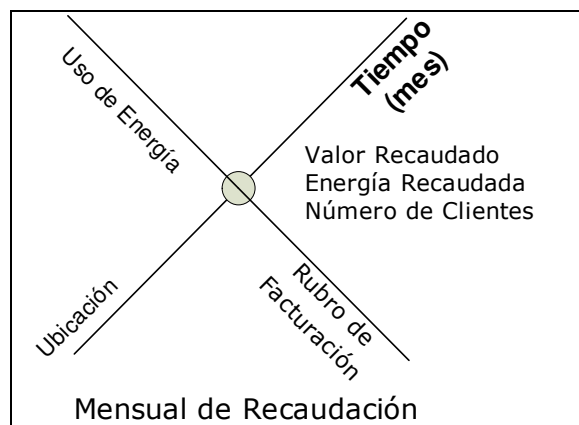 Uso de Energía
Tiempo
(mes)
Valor Recaudado
Energía Recaudada
Número de Clientes
Ubicación
Rubro de
Facturación
Mensual de Recaudación